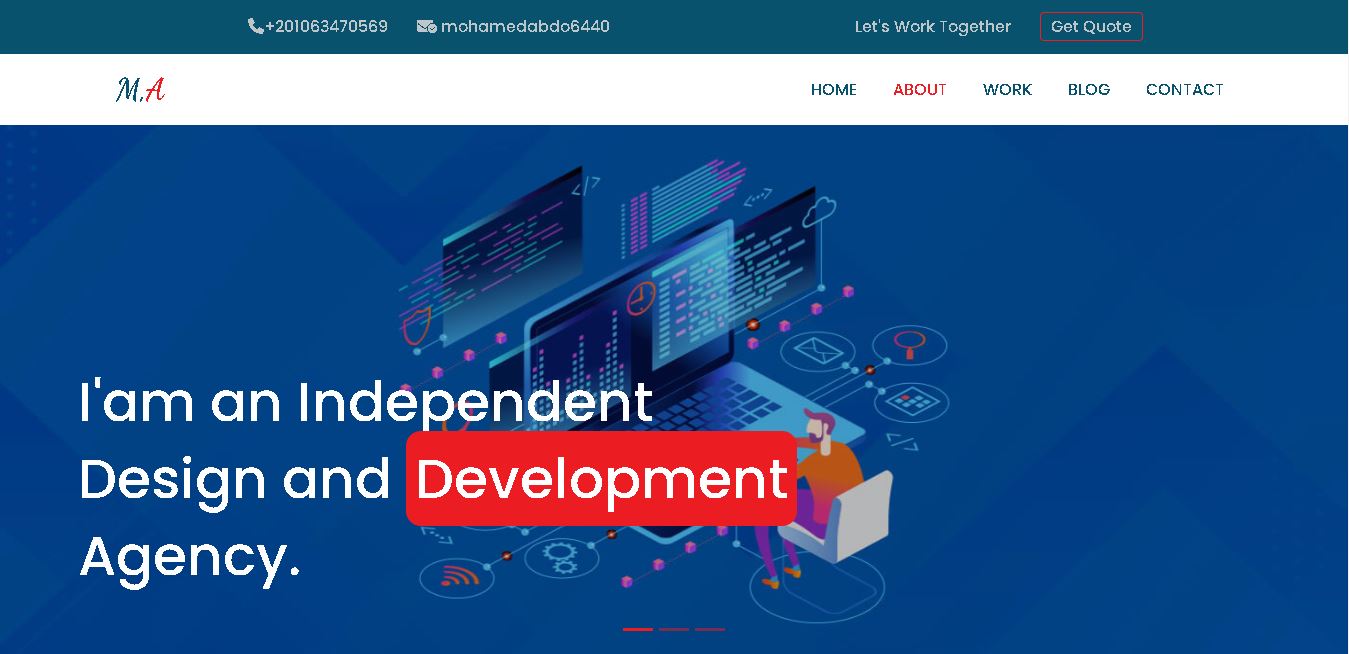 +201063470569 mohamedabdo6440 Let's Work Together Get Quote
M,A HOME ABOUT WORK BLOG CONTACT
</>
</>
I'am an Independent
Design and Development
Agency.